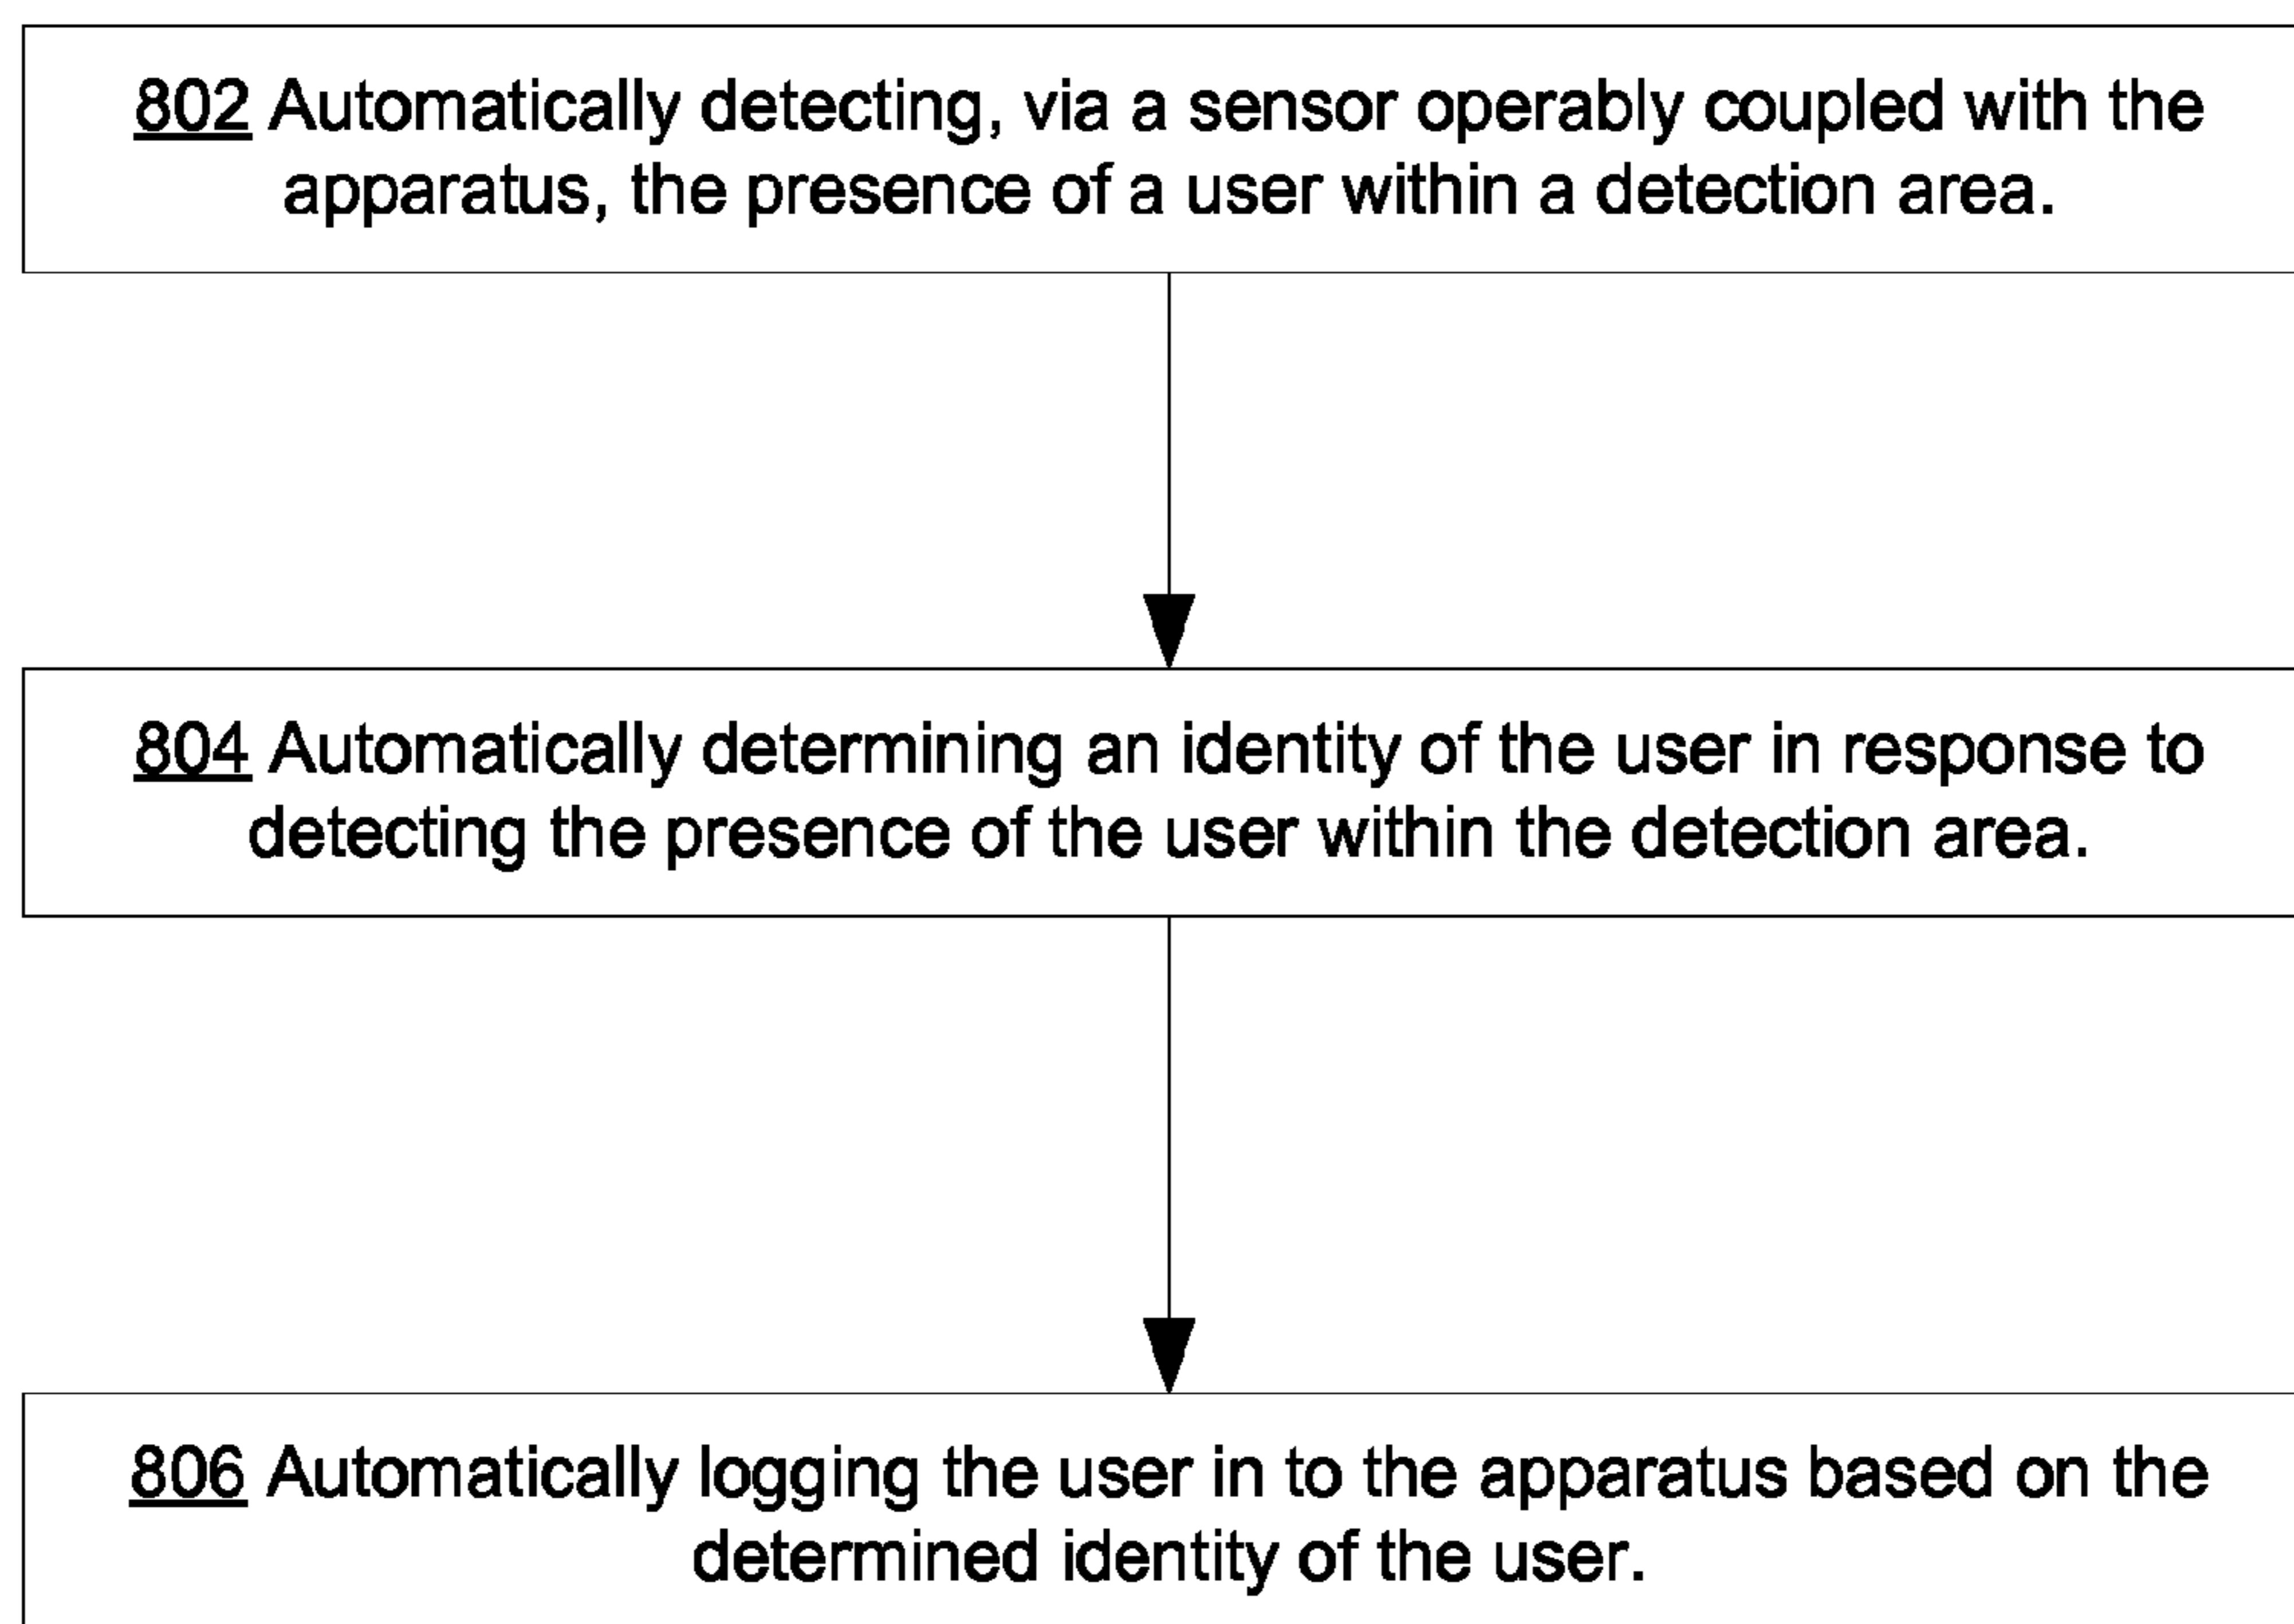 802 Automatically detecting, via a sensor operably coupled with the
apparatus, the presence of a user within a detection area.
804 Automatically determining an identity of the user in response to
detecting the presence of the user within the detection area.
806 Automatically logging the user in to the apparatus based on the
determined identity of the user.